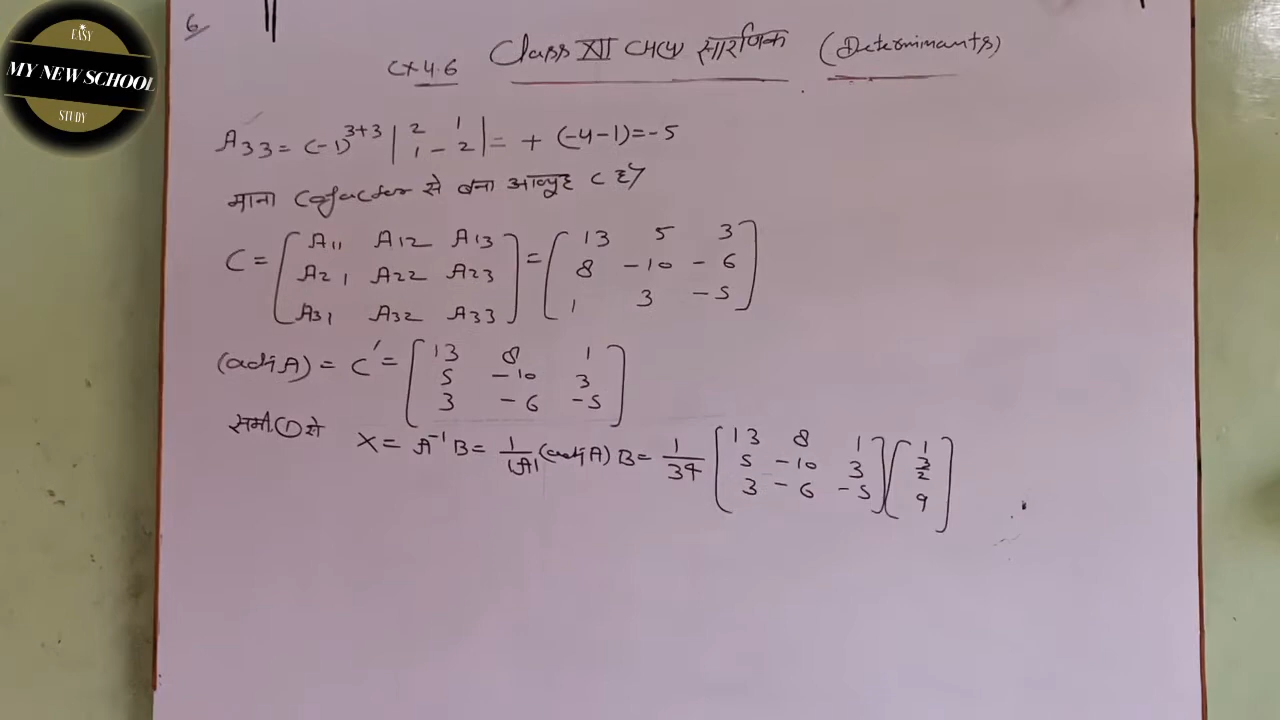 EASY
MY NEW SCHOOL
STUDY
6
Ex 4.6 Class XII CH(4) सारणिक (Determinants)
A33 = (-1)^3+3 | 2 1 | = + (-4-1) = -5
1 -2
माना Cofactor से बना आव्यूह C है
C = [ A11 A12 A13 ] = [ 13 5 3 ]
A21 A22 A23 8 -10 -6
A31 A32 A33 1 3 -5
(adjA) = C' = [ 13 8 1 ]
5 -10 3
3 -6 -5
समी. ① से X = A^-1 B = 1/|A| (adjA) B = 1/34 [ 13 8 1 ] [ 1 ]
5 -10 3 3/2
3 -6 -5 9